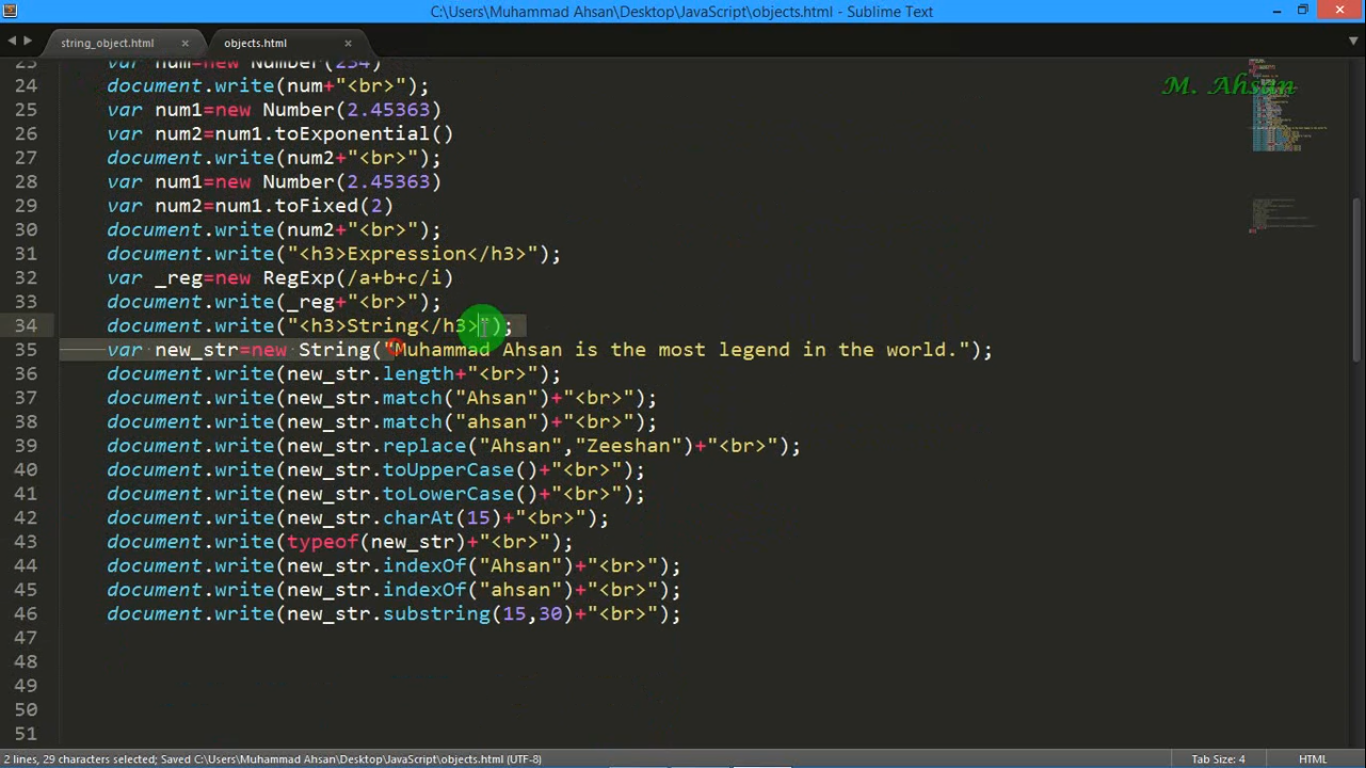 C:\Users\Muhammad Ahsan\Desktop\JavaScript\objects.html - Sublime Text
string_object.html × objects.html ×
M. Ahsan
23 var num=new Number(234)
24 document.write(num+"<br>");
25 var num1=new Number(2.45363)
26 var num2=num1.toExponential()
27 document.write(num2+"<br>");
28 var num1=new Number(2.45363)
29 var num2=num1.toFixed(2)
30 document.write(num2+"<br>");
31 document.write("<h3>Expression</h3>");
32 var _reg=new RegExp(/a+b+c/i)
33 document.write(_reg+"<br>");
34 document.write("<h3>String</h3>");
35 var new_str=new String("Muhammad Ahsan is the most legend in the world.");
36 document.write(new_str.length+"<br>");
37 document.write(new_str.match("Ahsan")+"<br>");
38 document.write(new_str.match("ahsan")+"<br>");
39 document.write(new_str.replace("Ahsan","Zeeshan")+"<br>");
40 document.write(new_str.toUpperCase()+"<br>");
41 document.write(new_str.toLowerCase()+"<br>");
42 document.write(new_str.charAt(15)+"<br>");
43 document.write(typeof(new_str)+"<br>");
44 document.write(new_str.indexOf("Ahsan")+"<br>");
45 document.write(new_str.indexOf("ahsan")+"<br>");
46 document.write(new_str.substring(15,30)+"<br>");
47
48
49
50
51
2 lines, 29 characters selected; Saved C:\Users\Muhammad Ahsan\Desktop\JavaScript\objects.html (UTF-8) Tab Size: 4 HTML